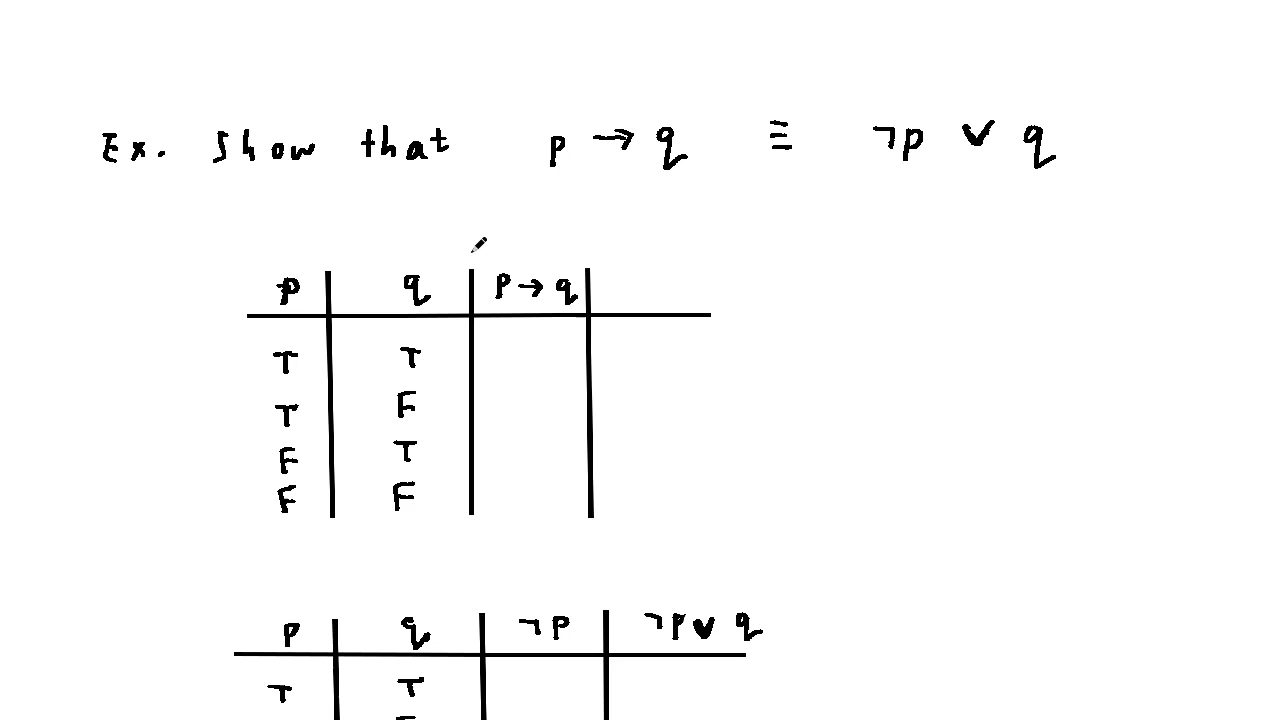 Ex. Show that p → q ≡ ¬p ∨ q
p q p → q
T T
T F
F T
F F
p q ¬p ¬p ∨ q
T T